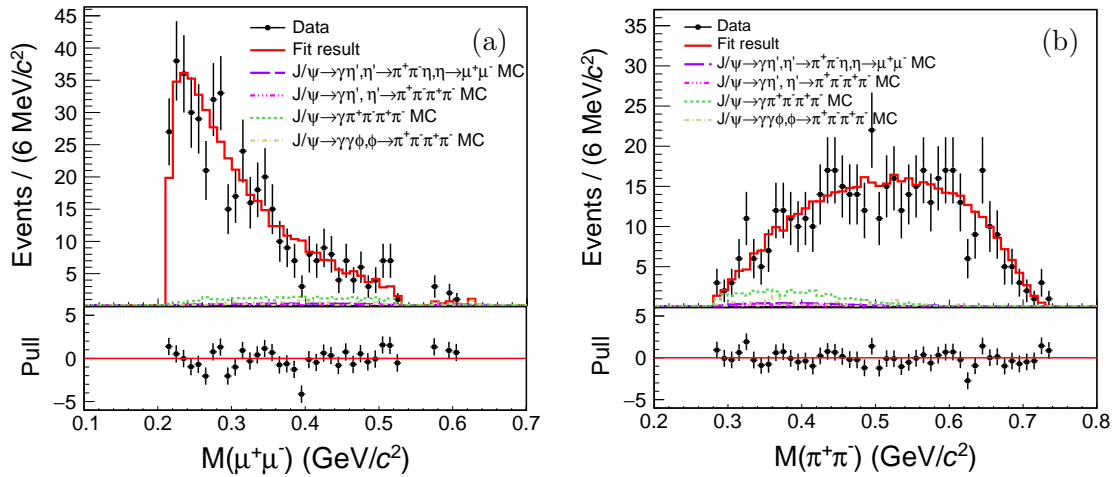 45
40
35
30
25
20
15
10
5
Events / (6 MeV/c²)
(a)
Data
Fit result
J/ψ→γη',η'→π⁺π⁻η,η→μ⁺μ⁻ MC
J/ψ→γη', η'→π⁺π⁻π⁺π⁻ MC
J/ψ→γπ⁺π⁻π⁺π⁻ MC
J/ψ→γγϕ,ϕ→π⁺π⁻π⁺π⁻ MC
5
0
−5
Pull
0.1 0.2 0.3 0.4 0.5 0.6 0.7
M(μ⁺μ⁻) (GeV/c²)
35
30
25
20
15
10
5
Events / (6 MeV/c²)
(b)
Data
Fit result
J/ψ→γη',η'→π⁺π⁻η,η→μ⁺μ⁻ MC
J/ψ→γη', η'→π⁺π⁻π⁺π⁻ MC
J/ψ→γπ⁺π⁻π⁺π⁻ MC
J/ψ→γγϕ,ϕ→π⁺π⁻π⁺π⁻ MC
5
0
−5
Pull
0.2 0.3 0.4 0.5 0.6 0.7 0.8
M(π⁺π⁻) (GeV/c²)